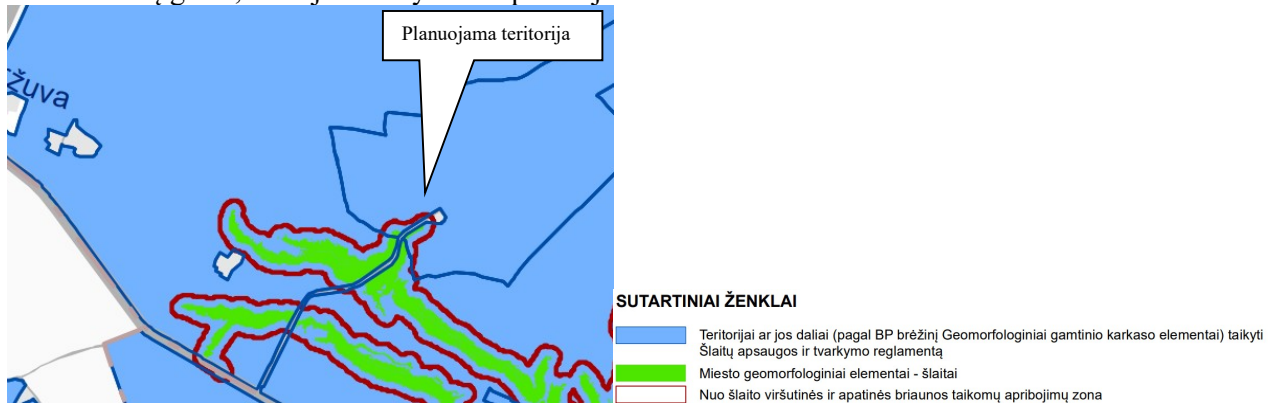 Planuojama teritorija
žuva
SUTARTINIAI ŽENKLAI
Teritorijai ar jos daliai (pagal BP brėžinį Geomorfologiniai gamtinio karkaso elementai) taikyti
Šlaitų apsaugos ir tvarkymo reglamentą
Miesto geomorfologiniai elementai - šlaitai
Nuo šlaito viršutinės ir apatinės briaunos taikomų apribojimų zona